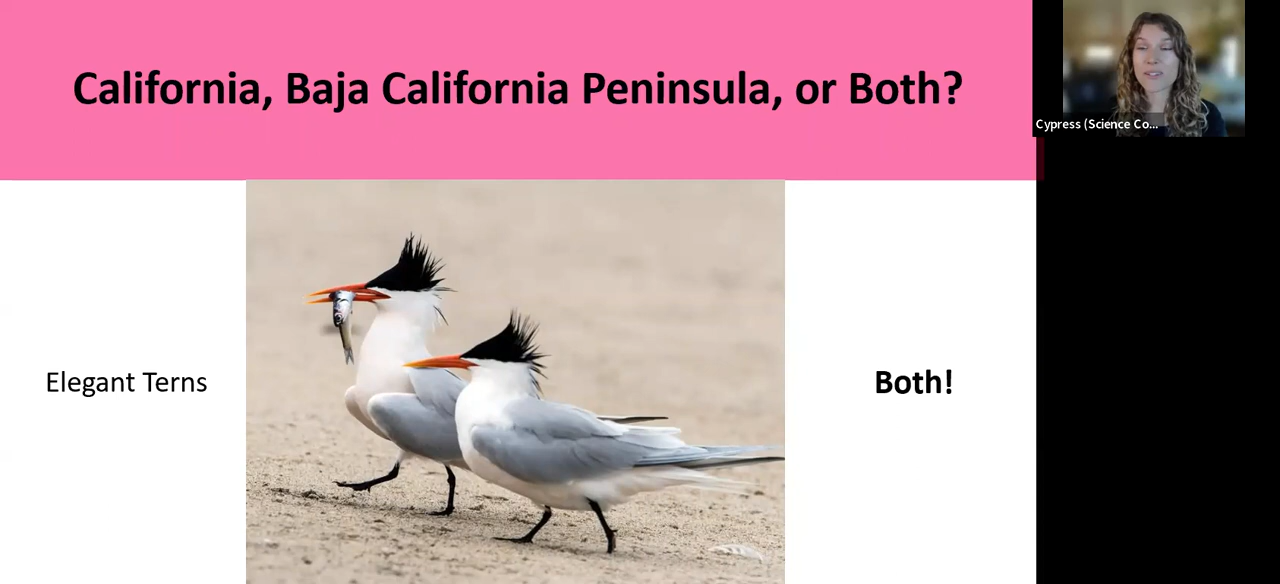 California, Baja California Peninsula, or Both?
Cypress (Science Co...
Elegant Terns
Both!